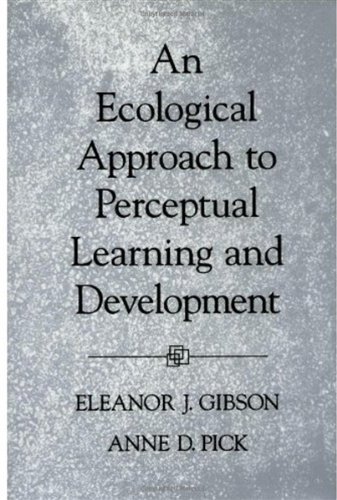 An
Ecological
Approach to
Perceptual
Learning and
Development
ELEANOR J. GIBSON
ANNE D. PICK